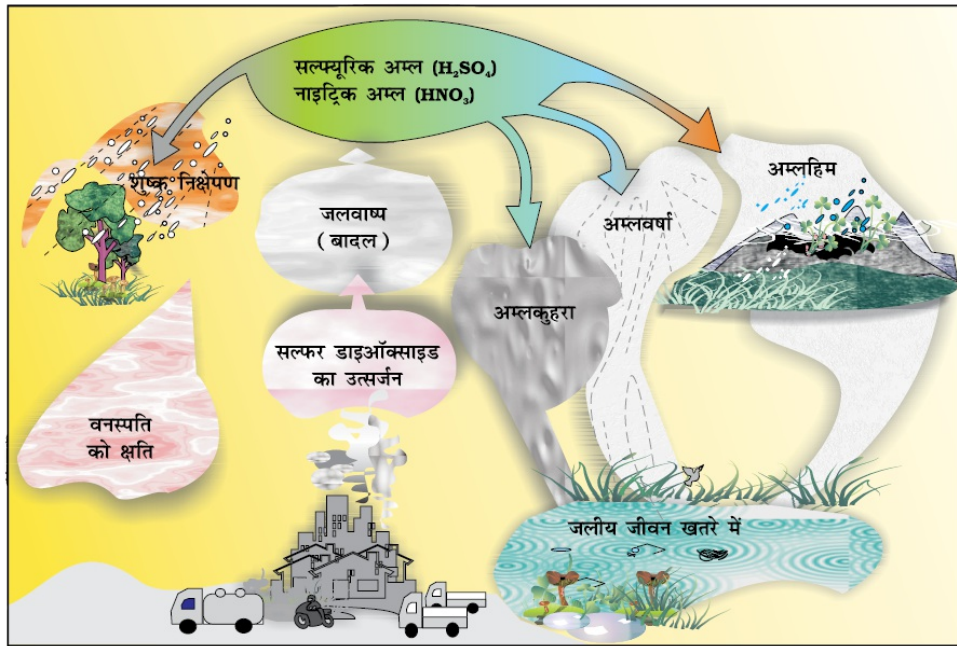 सल्फ्यूरिक अम्ल (H₂SO₄)
नाइट्रिक अम्ल (HNO₃)
शुष्क निक्षेपण
जलवाष्प
( बादल )
अम्लवर्षा
अम्लहिम
अम्लकुहरा
सल्फर डाइऑक्साइड
का उत्सर्जन
वनस्पति
को क्षति
जलीय जीवन खतरे में